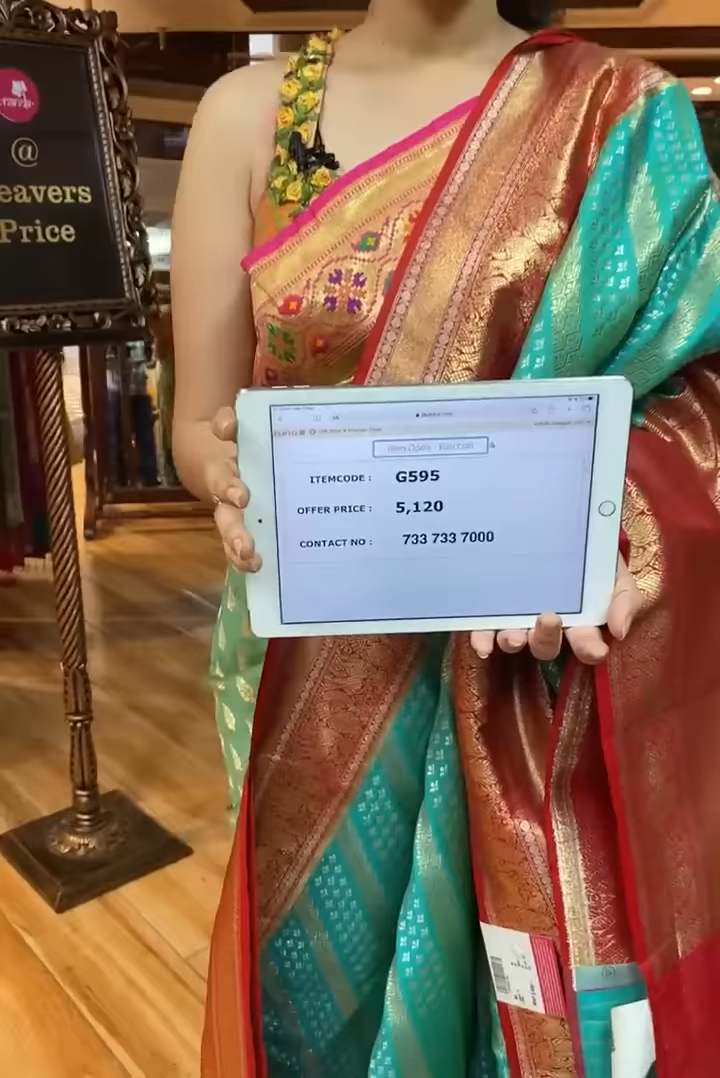 @
eavers
Price
ITEMCODE : G595
OFFER PRICE : 5,120
CONTACT NO : 733 733 7000